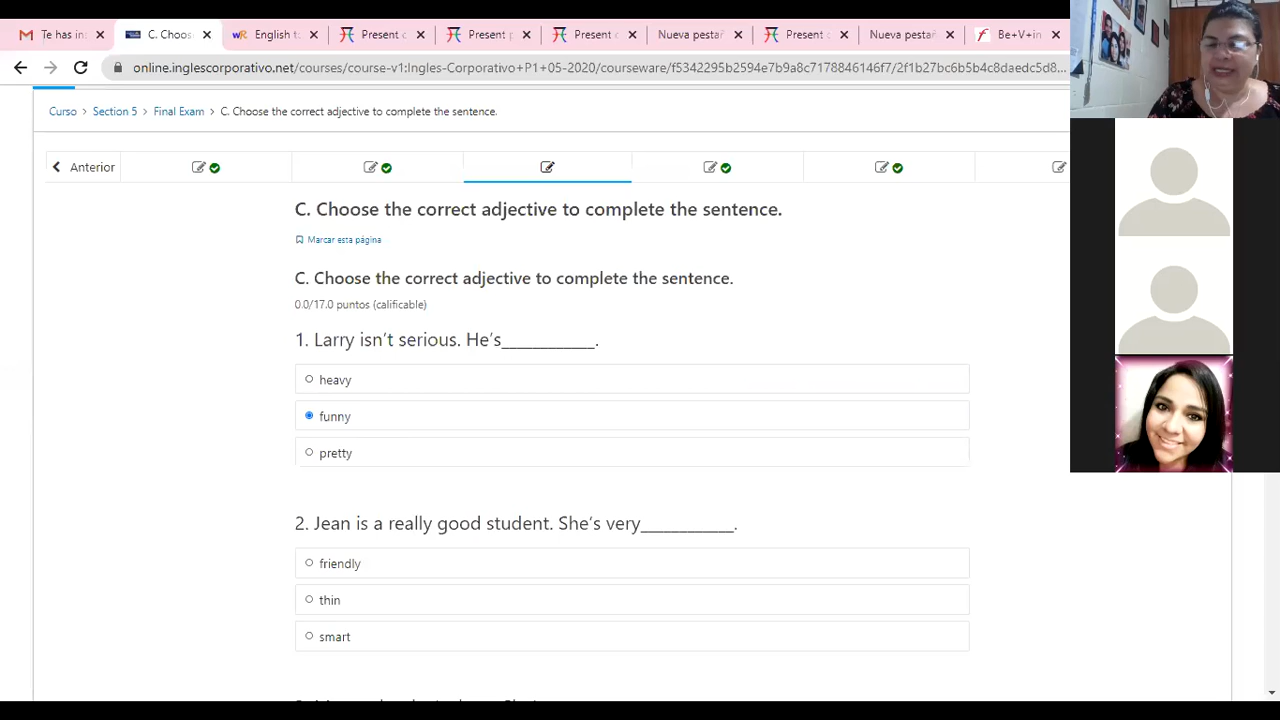 Te has in:
C. Choos
English to
Present c
Present p
Present c
Nueva pestañ
Present c
Nueva pestañ
Be+V+in
online.inglescorporativo.net/courses/course-v1:Ingles-Corporativo+P1+05-2020/courseware/f5342295b2594e7b9a8c7178846146f7/2f1b27bc6b5b4c8daedc5d8...
Curso > Section 5 > Final Exam > C. Choose the correct adjective to complete the sentence.
Anterior
C. Choose the correct adjective to complete the sentence.
Marcar esta página
C. Choose the correct adjective to complete the sentence.
0.0/17.0 puntos (calificable)
1. Larry isn't serious. He's____________.
heavy
funny
pretty
2. Jean is a really good student. She's very____________.
friendly
thin
smart